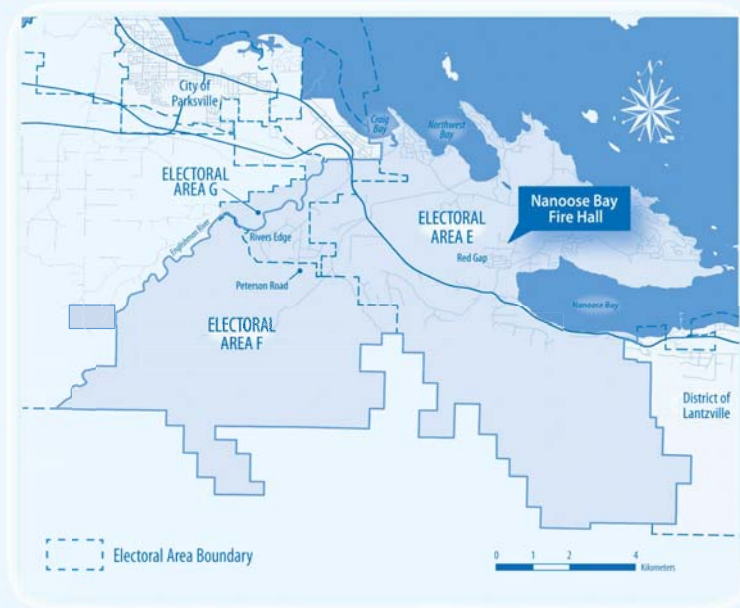 City of
Parksville
Craig
Bay
Northwest
Bay
ELECTORAL
AREA G
Nanoose Bay
Fire Hall
ELECTORAL
AREA E
Englishman River
Rivers Edge
Red Gap
Peterson Road
Nanoose Bay
ELECTORAL
AREA F
District of
Lantzville
Electoral Area Boundary
0 1 2 4
Kilometers